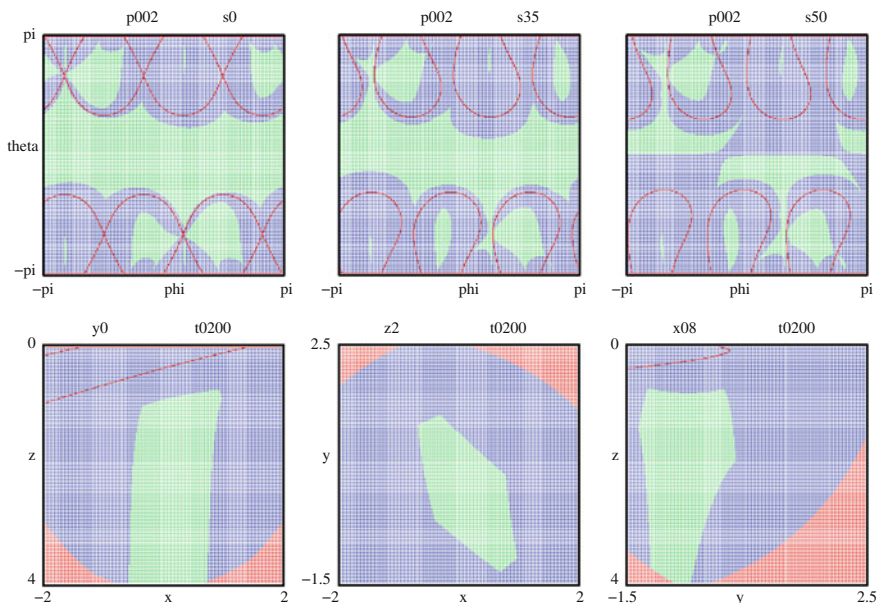 p002 s0 p002 s35 p002 s50
pi
theta
−pi
−pi phi pi −pi phi pi −pi phi pi
y0 t0200 z2 t0200 x08 t0200
0 2.5 0
z y z
4 −1.5 4
−2 x 2 −2 x 2 −1.5 y 2.5